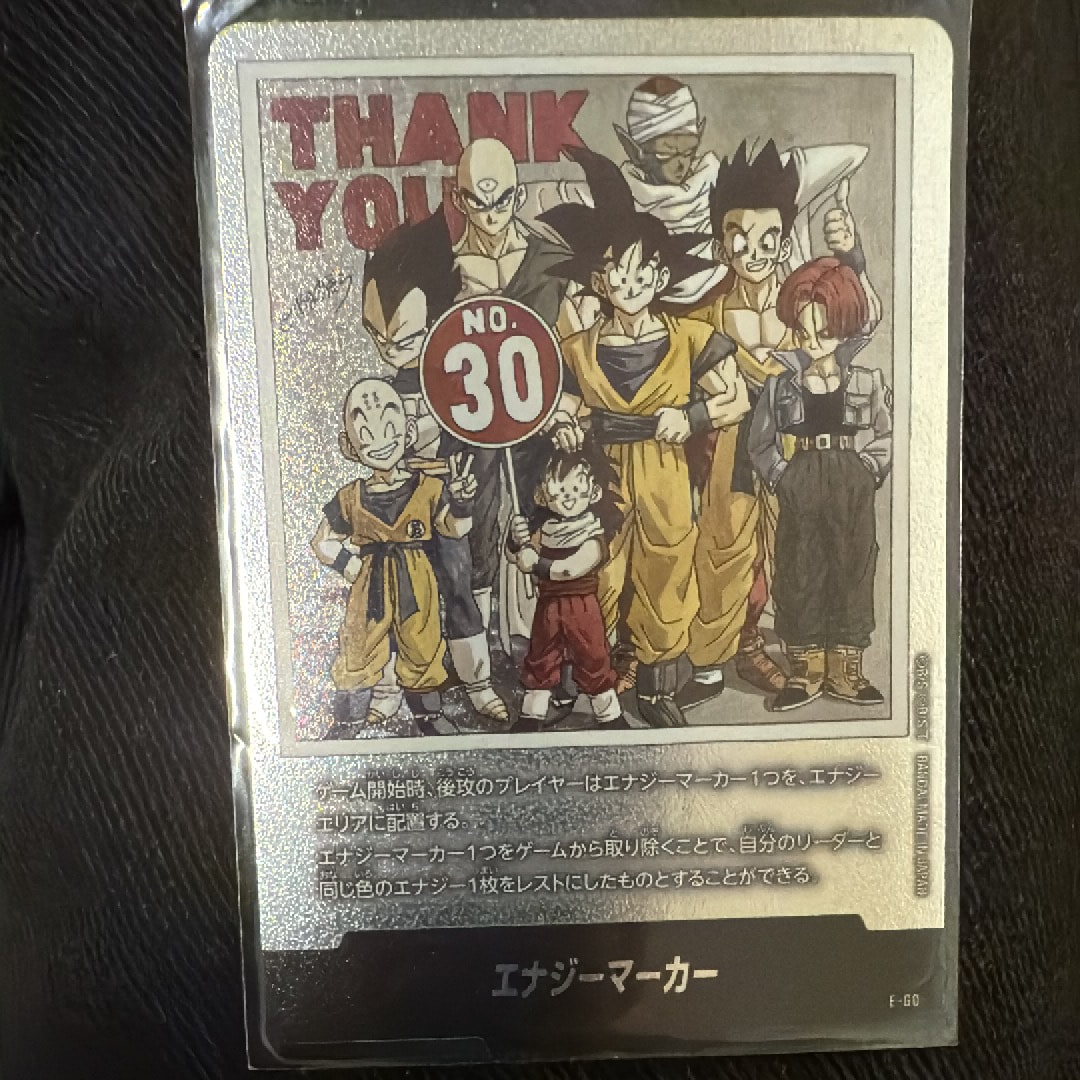 THANK
YOU
NO.
30
ゲーム開始時、後攻のプレイヤーはエナジーマーカー1つを、エナジー
エリアに配置する。
エナジーマーカー1つをゲームから取り除くことで、自分のリーダーと
同じ色のエナジー1枚をレストにしたものとすることができる。
エナジーマーカー
BANDAI MADE IN JAPAN